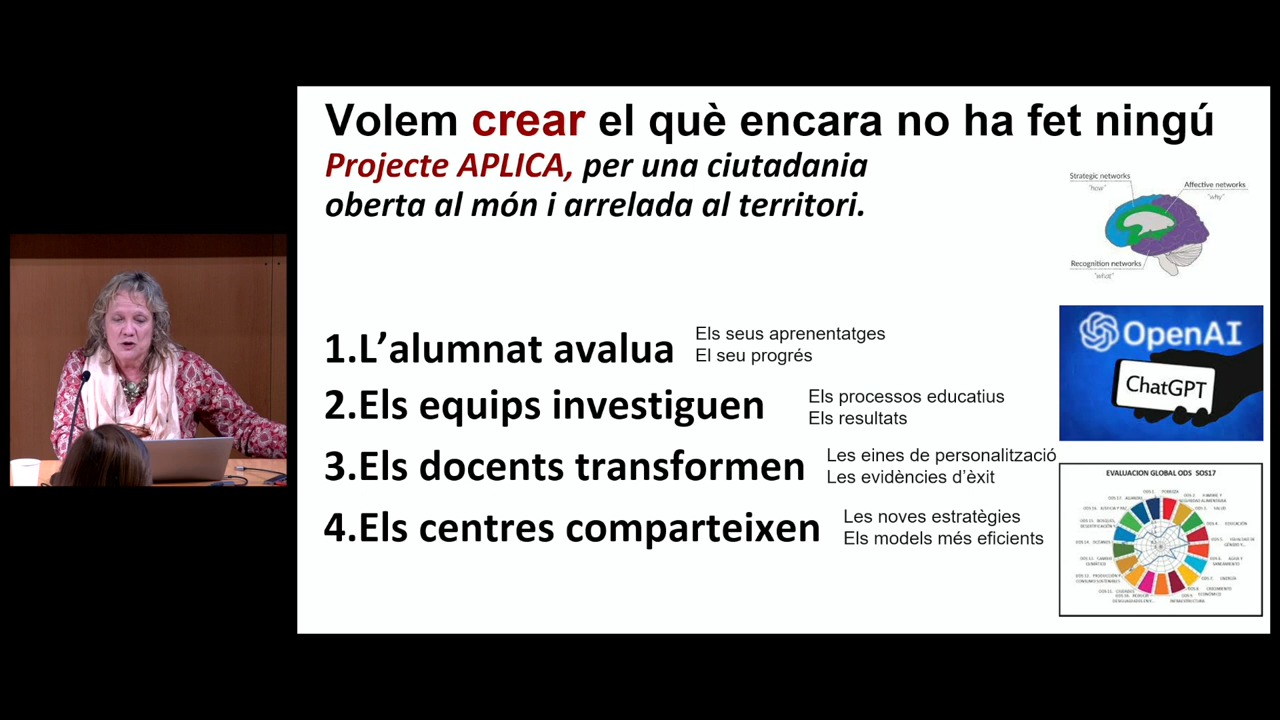 Volem crear el què encara no ha fet ningú
Projecte APLICA, per una ciutadania
oberta al món i arrelada al territori.
Strategic networks
"how"
Affective networks
"why"
Recognition networks
"what"
1.L’alumnat avalua
Els seus aprenentatges
El seu progrés
2.Els equips investiguen
Els processos educatius
Els resultats
3.Els docents transformen
Les eines de personalització
Les evidències d’èxit
4.Els centres comparteixen
Les noves estratègies
Els models més eficients
OpenAI
ChatGPT
EVALUACION GLOBAL ODS SOS17